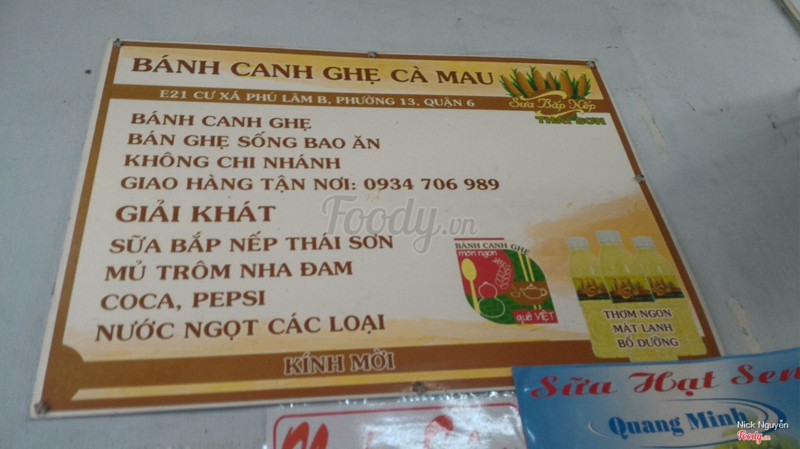 BÁNH CANH GHẸ CÀ MAU
E21 CƯ XÁ PHÚ LÂM B, PHƯỜNG 13, QUẬN 6
Sữa Bắp Nếp
THÁI SƠN
BÁNH CANH GHẸ
BÁN GHẸ SỐNG BAO ĂN
KHÔNG CHI NHÁNH
GIAO HÀNG TẬN NƠI: 0934 706 989
GIẢI KHÁT
Foody.vn
SỮA BẮP NẾP THÁI SƠN
MỦ TRÔM NHA ĐAM
COCA, PEPSI
NƯỚC NGỌT CÁC LOẠI
BÁNH CANH GHẸ
món ngon
quê VIỆT
THƠM NGON
MÁT LẠNH
BỔ DƯỠNG
KÍNH MỜI
Sữa Hạt Sen
Quang Minh
Nick Nguyễn
Foody.vn